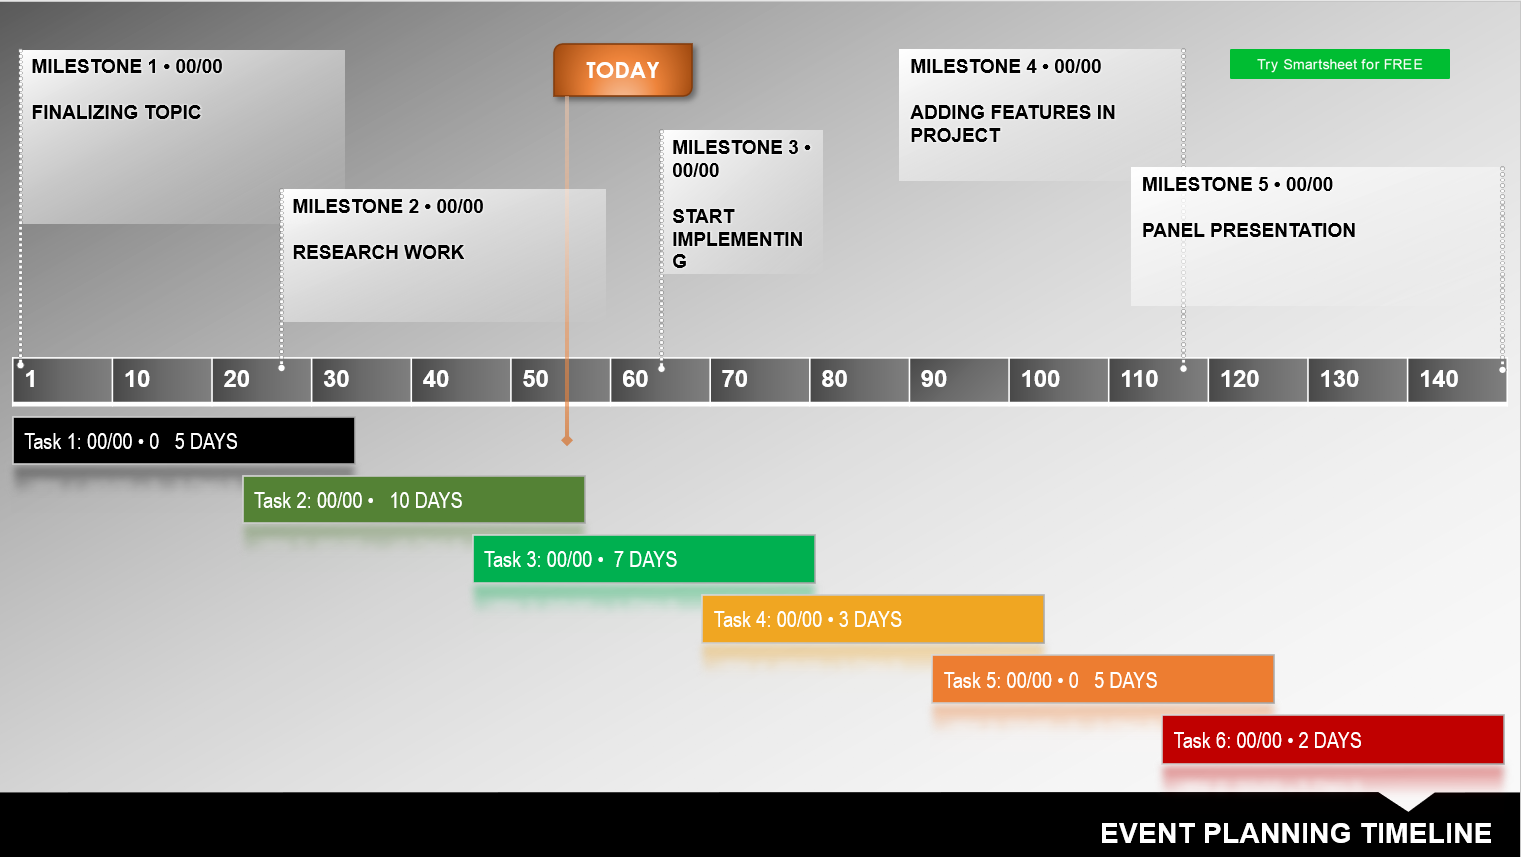 MILESTONE 1 • 00/00
FINALIZING TOPIC
TODAY
MILESTONE 4 • 00/00
ADDING FEATURES IN
PROJECT
Try Smartsheet for FREE
MILESTONE 3 •
00/00
START
IMPLEMENTIN
G
MILESTONE 2 • 00/00
RESEARCH WORK
MILESTONE 5 • 00/00
PANEL PRESENTATION
1 10 20 30 40 50 60 70 80 90 100 110 120 130 140
Task 1: 00/00 • 0 5 DAYS
Task 2: 00/00 • 10 DAYS
Task 3: 00/00 • 7 DAYS
Task 4: 00/00 • 3 DAYS
Task 5: 00/00 • 0 5 DAYS
Task 6: 00/00 • 2 DAYS
EVENT PLANNING TIMELINE